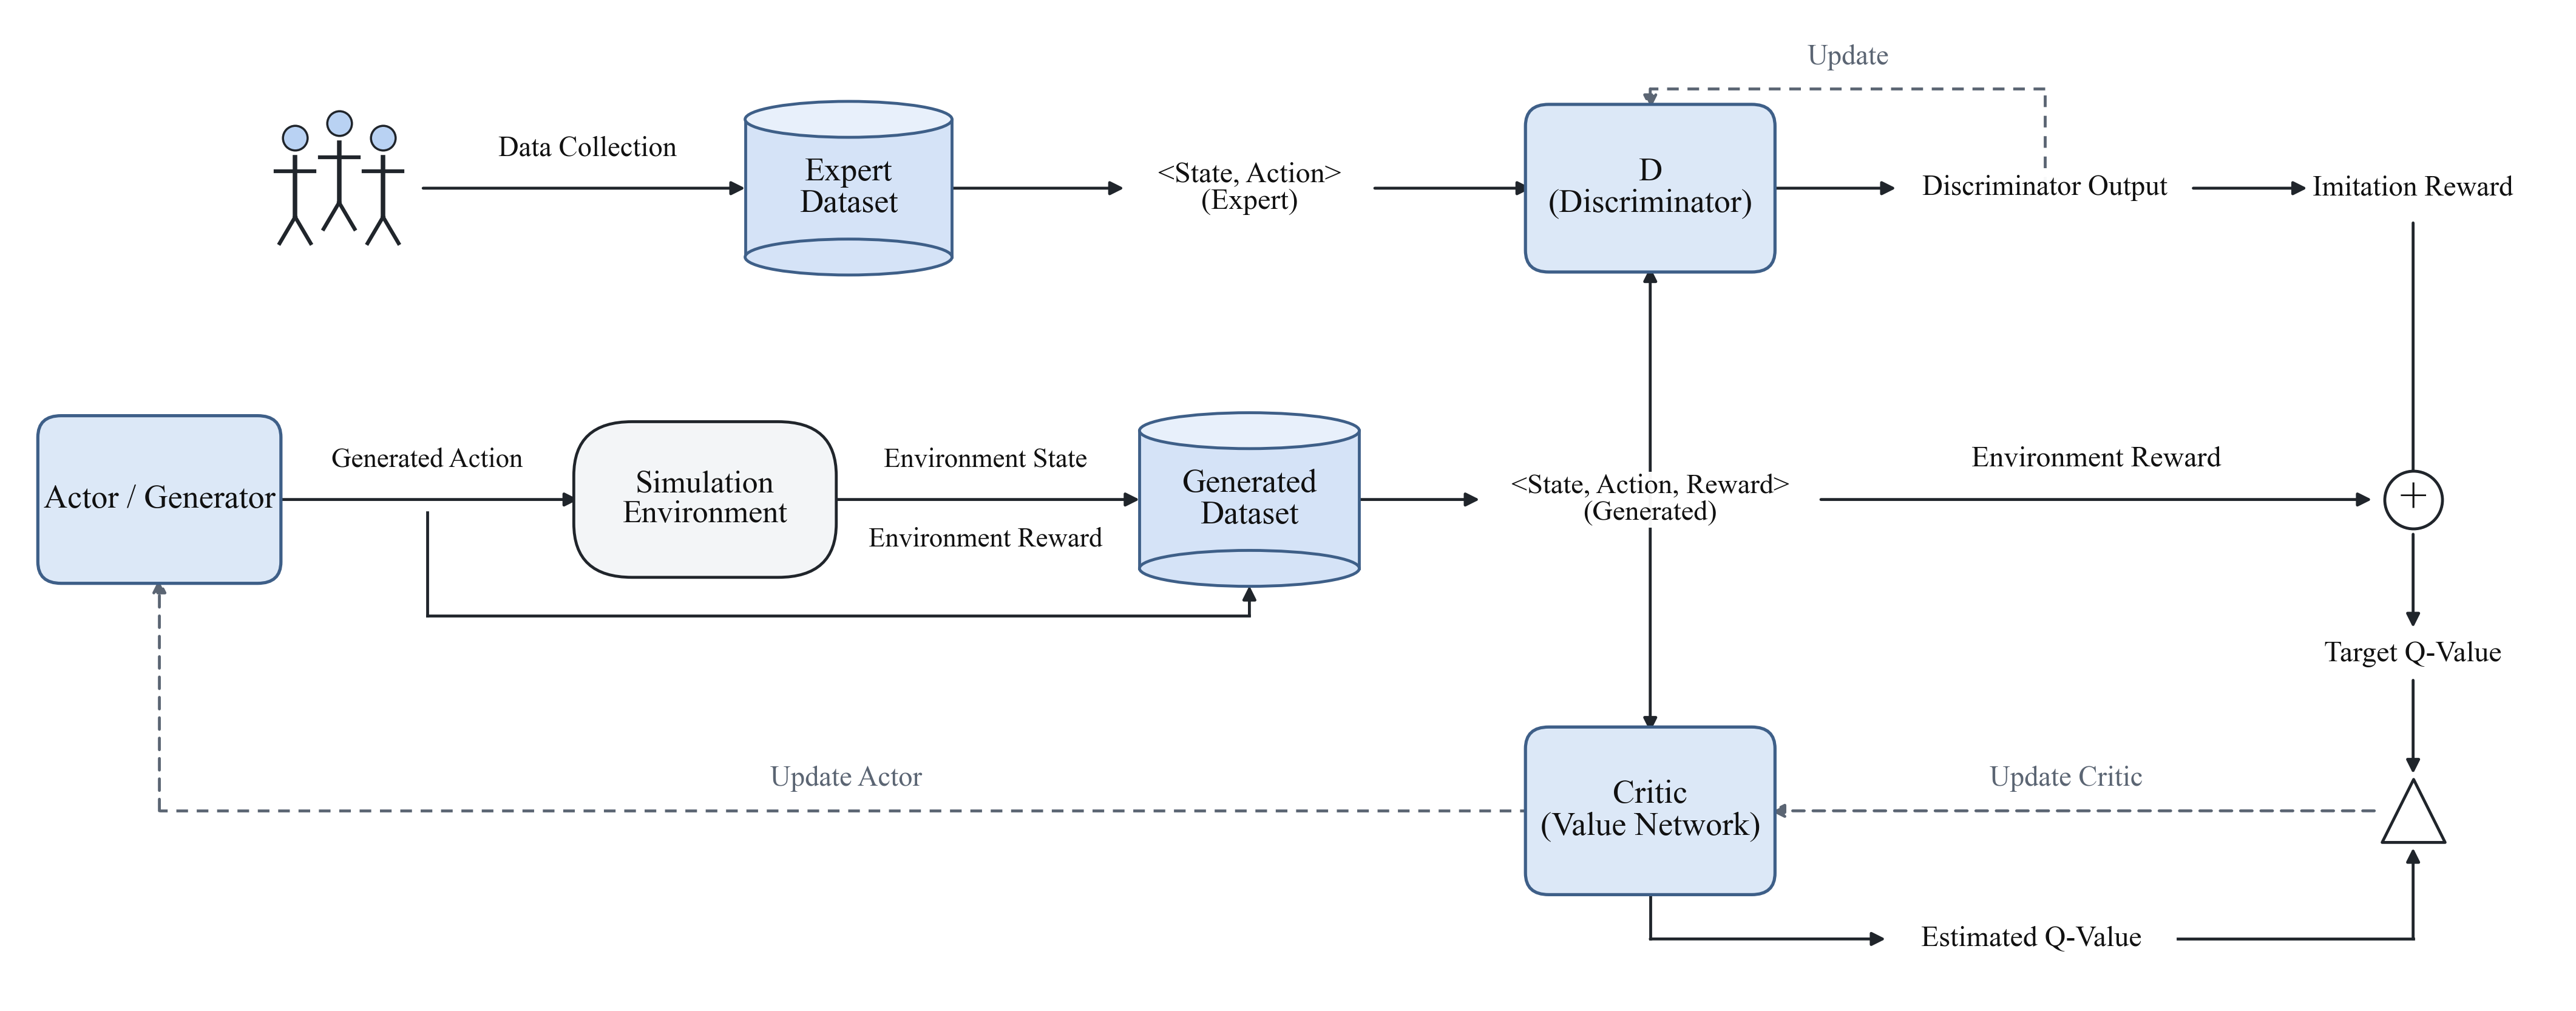 Update
Data Collection
Expert
Dataset
<State, Action>
(Expert)
D
(Discriminator)
Discriminator Output
Imitation Reward
Actor / Generator
Generated Action
Simulation
Environment
Environment State
Environment Reward
Generated
Dataset
<State, Action, Reward>
(Generated)
Environment Reward
+
Target Q-Value
Update Actor
Critic
(Value Network)
Update Critic
Estimated Q-Value